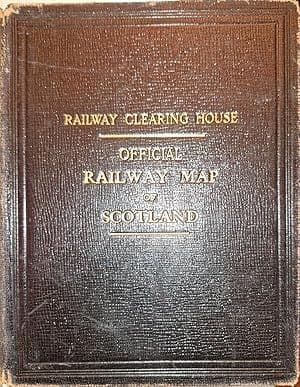 RAILWAY CLEARING HOUSE
OFFICIAL
RAILWAY MAP
OF
SCOTLAND